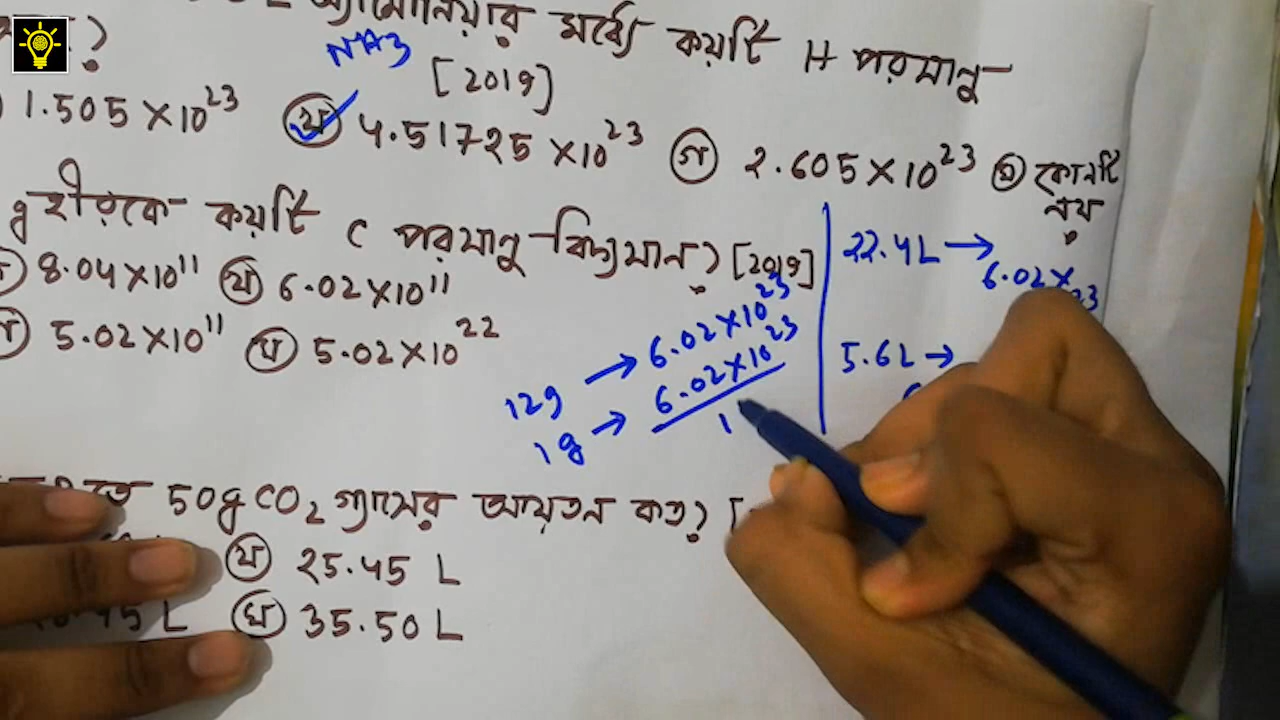 অ্যামোনিয়ার মধ্যে কয়টি H পরমানু
NH3 [2019]
1.505 × 10^23 (খ) 4.51725 × 10^23 (গ) 2.605 × 10^23 (ঘ) কোনটি
নয়
g হীরকে কয়টি C পরমানু বিদ্যমান? [2019]
8.04 × 10^11 (খ) 6.02 × 10^11
5.02 × 10^11 (ঘ) 5.02 × 10^22
12g → 6.02 × 10^23
1g → 6.02 × 10^23
1
22.4L →
6.02 × 23
5.6L →
50g CO2 গ্যাসের আয়তন কত? [
(খ) 25.45 L
45 L (ঘ) 35.50 L